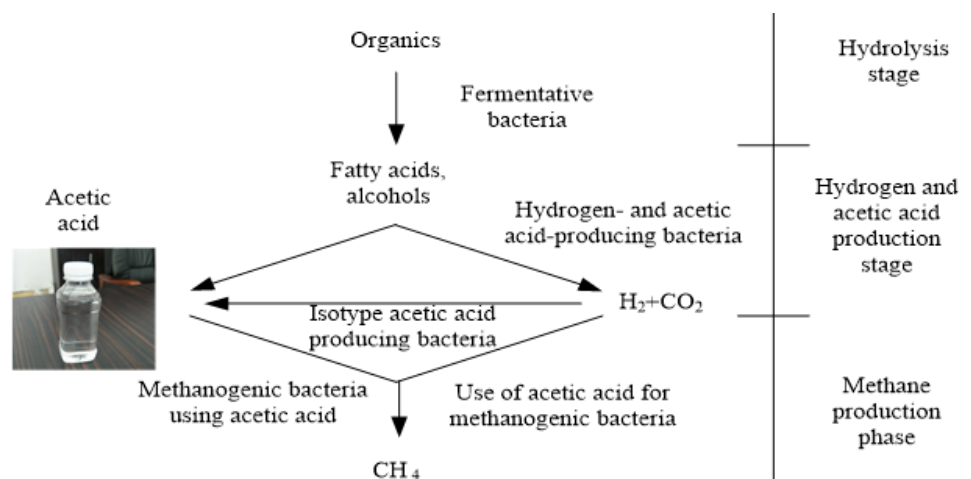 Organics
Fermentative
bacteria
Hydrolysis
stage
Fatty acids,
alcohols
Acetic
acid
Hydrogen- and acetic
acid-producing bacteria
Hydrogen and
acetic acid
production
stage
H₂+CO₂
Isotype acetic acid
producing bacteria
Methanogenic bacteria
using acetic acid
Use of acetic acid for
methanogenic bacteria
Methane
production
phase
CH₄